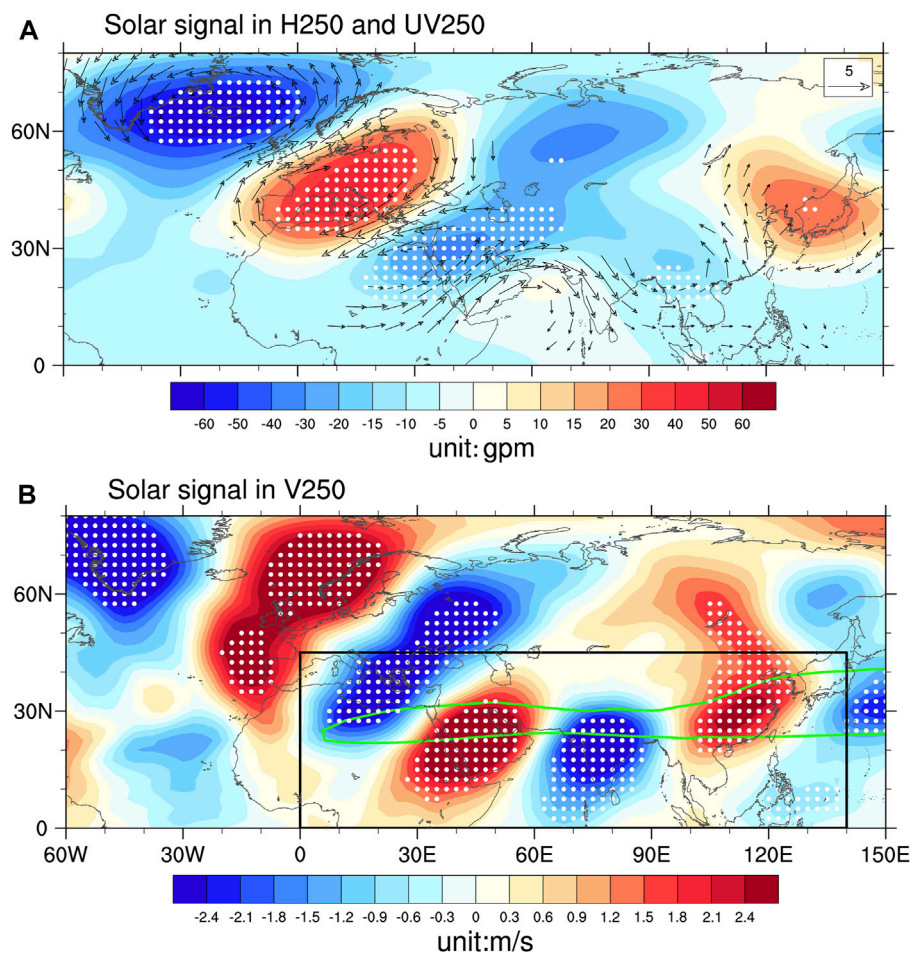 A
Solar signal in H250 and UV250
5
60N
30N
0
-60 -50 -40 -30 -20 -15 -10 -5 0 5 10 15 20 30 40 50 60
unit: gpm
B
Solar signal in V250
60N
30N
0
60W 30W 0 30E 60E 90E 120E 150E
-2.4 -2.1 -1.8 -1.5 -1.2 -0.9 -0.6 -0.3 0 0.3 0.6 0.9 1.2 1.5 1.8 2.1 2.4
unit:m/s